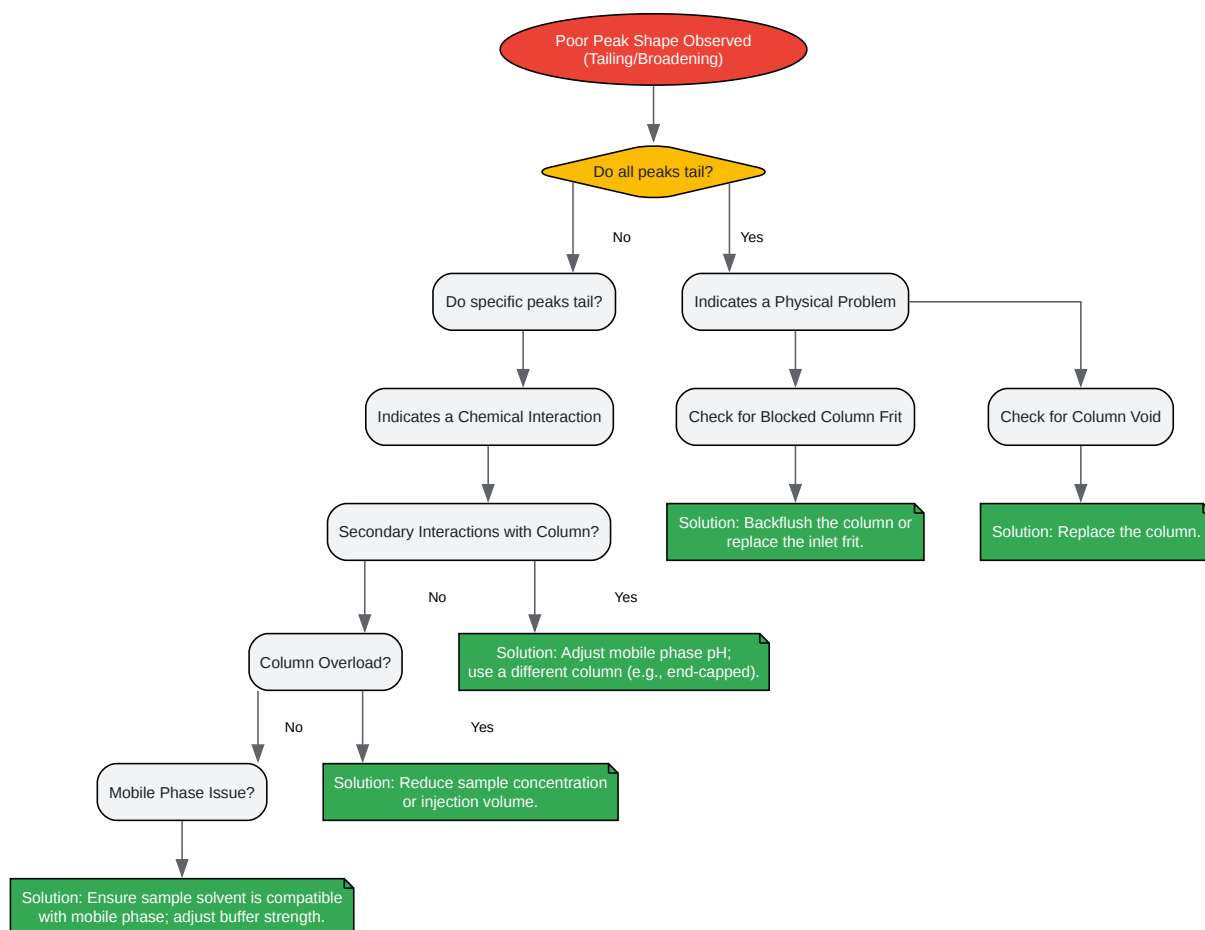 Poor Peak Shape Observed
(Tailing/Broadening)
Do all peaks tail?
No
Yes
Do specific peaks tail?
Indicates a Physical Problem
Indicates a Chemical Interaction
Check for Blocked Column Frit
Check for Column Void
Secondary Interactions with Column?
Solution: Backflush the column or
replace the inlet frit.
Solution: Replace the column.
No
Yes
Column Overload?
Solution: Adjust mobile phase pH;
use a different column (e.g., end-capped).
No
Yes
Mobile Phase Issue?
Solution: Reduce sample concentration
or injection volume.
Solution: Ensure sample solvent is compatible
with mobile phase; adjust buffer strength.